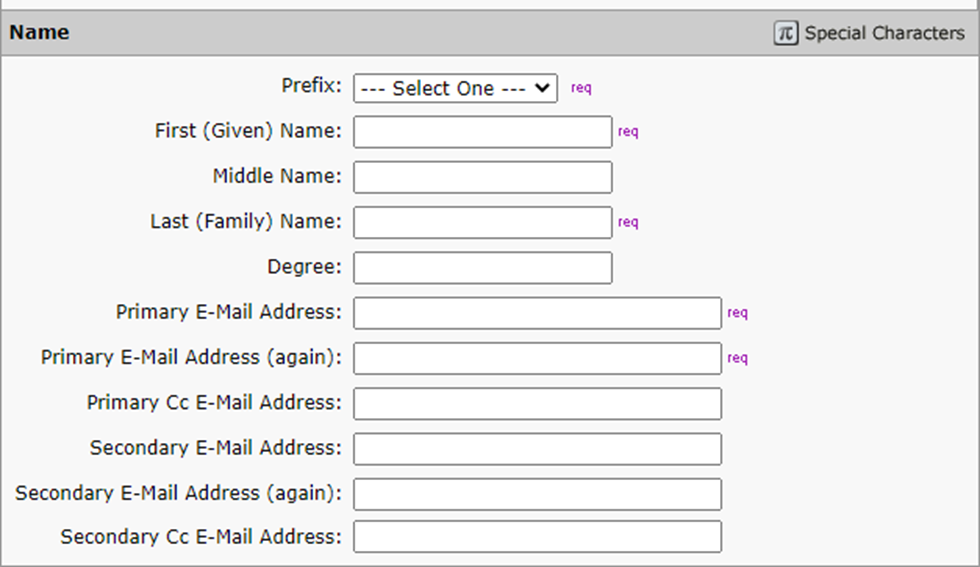 Name π Special Characters
Prefix: --- Select One --- req
First (Given) Name: req
Middle Name:
Last (Family) Name: req
Degree:
Primary E-Mail Address: req
Primary E-Mail Address (again): req
Primary Cc E-Mail Address:
Secondary E-Mail Address:
Secondary E-Mail Address (again):
Secondary Cc E-Mail Address: